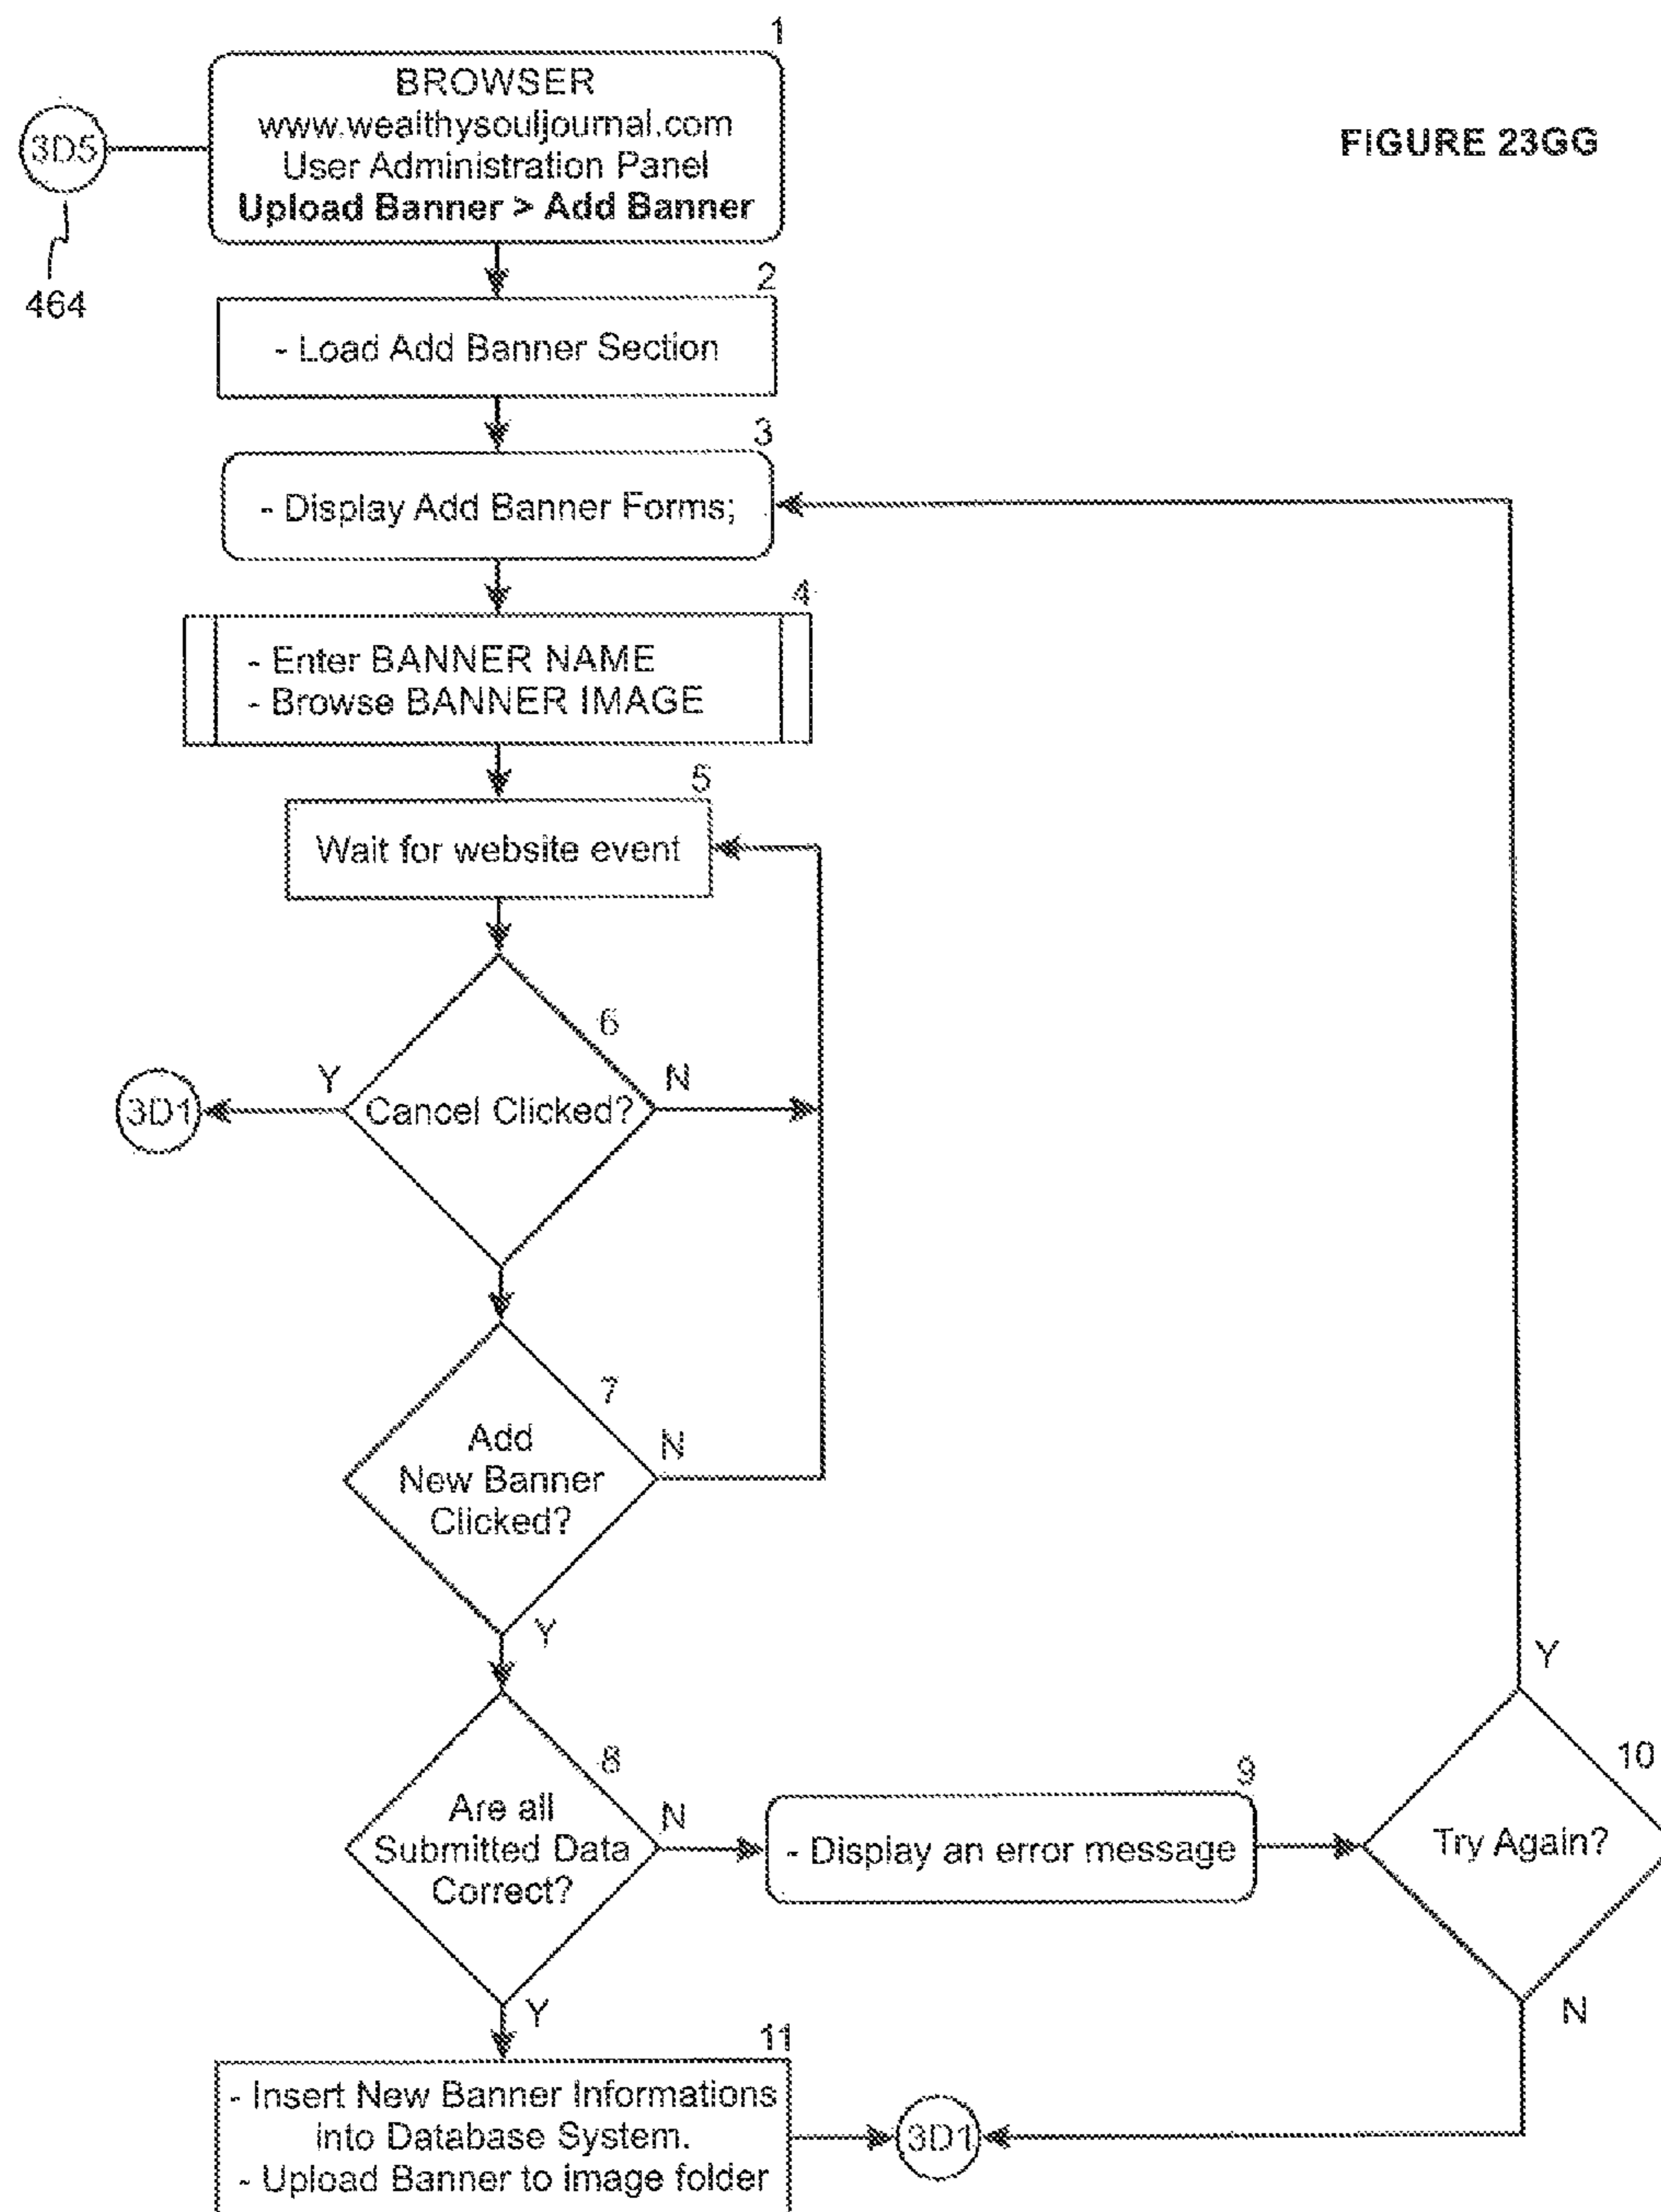 1
BROWSER
www.wealthysouljournal.com
User Administration Panel
Upload Banner > Add Banner
3D5
464
FIGURE 23GG
2
- Load Add Banner Section
3
- Display Add Banner Forms;
4
- Enter BANNER NAME
- Browse BANNER IMAGE
5
Wait for website event
6
Y
Cancel Clicked?
N
3D1
7
Add
New Banner
Clicked?
N
Y
8
Are all
Submitted Data
Correct?
N
Y
9
- Display an error message
10
Y
Try Again?
N
11
- Insert New Banner Informations
into Database System.
- Upload Banner to image folder
3D1